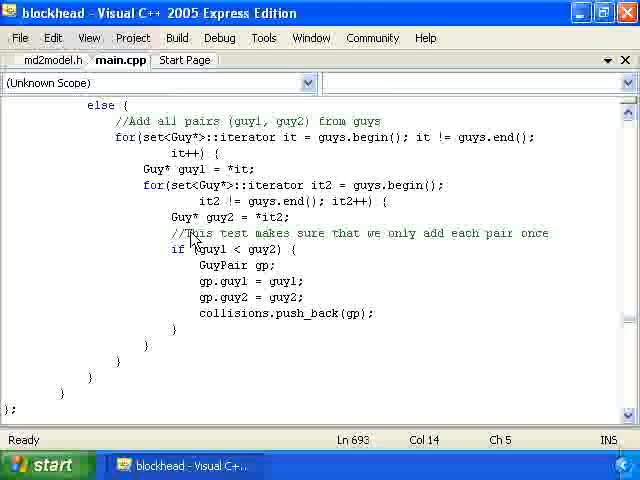 blockhead - Visual C++ 2005 Express Edition
File Edit View Project Build Debug Tools Window Community Help
md2model.h main.cpp Start Page
(Unknown Scope)
else {
//Add all pairs (guy1, guy2) from guys
for(set<Guy*>::iterator it = guys.begin(); it != guys.end();
it++) {
Guy* guy1 = *it;
for(set<Guy*>::iterator it2 = guys.begin();
it2 != guys.end(); it2++) {
Guy* guy2 = *it2;
//This test makes sure that we only add each pair once
if (guy1 < guy2) {
GuyPair gp;
gp.guy1 = guy1;
gp.guy2 = guy2;
collisions.push_back(gp);
}
}
}
}
}
};
Ready Ln 693 Col 14 Ch 5 INS
start blockhead - Visual C++...